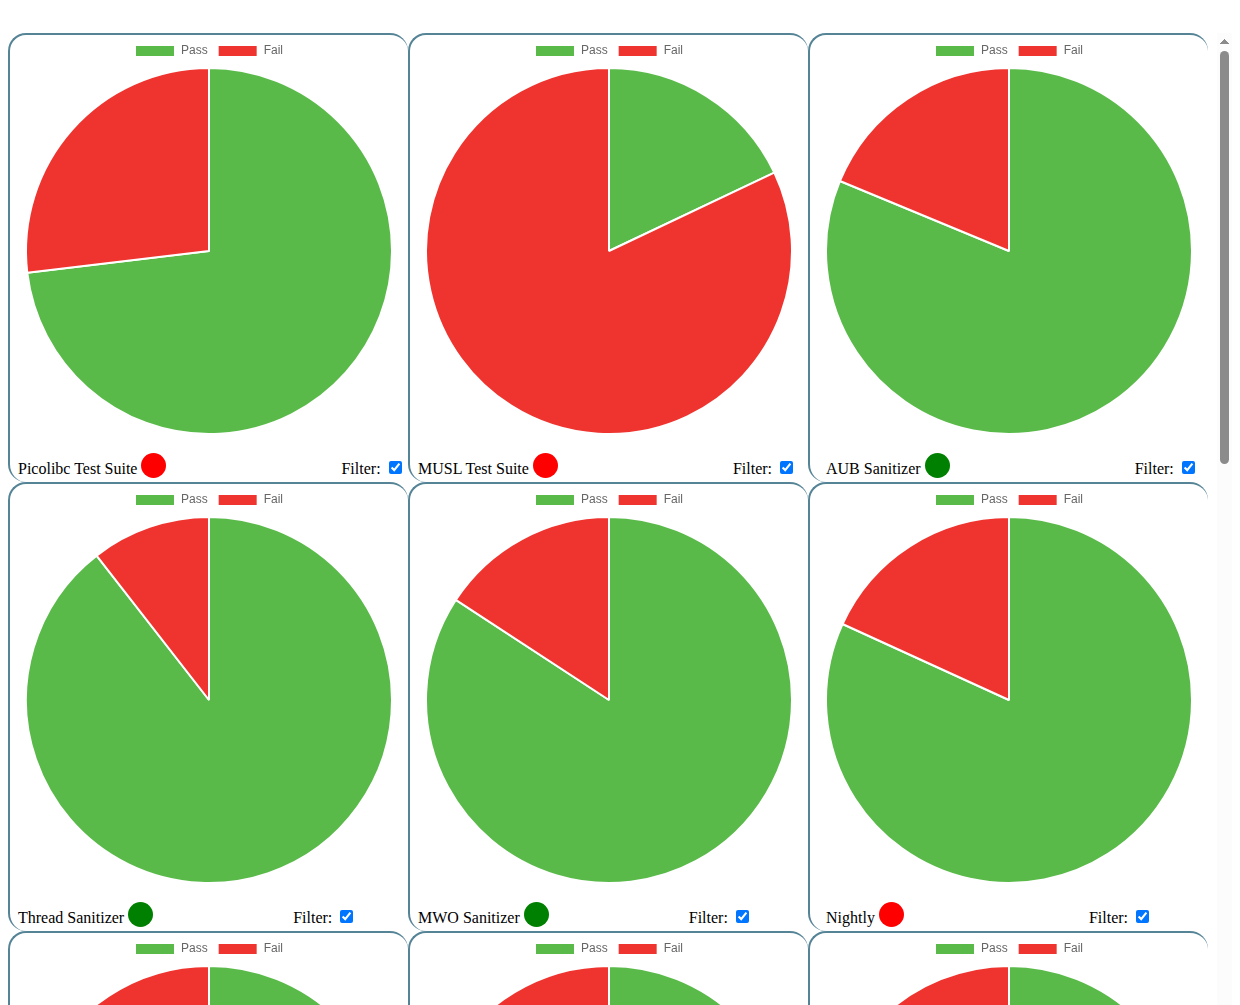 Pass Fail
Pass Fail
Pass Fail
Picolibc Test Suite Filter:
MUSL Test Suite Filter:
AUB Sanitizer Filter:
Pass Fail
Pass Fail
Pass Fail
Thread Sanitizer Filter:
MWO Sanitizer Filter:
Nightly Filter:
Pass Fail
Pass Fail
Pass Fail